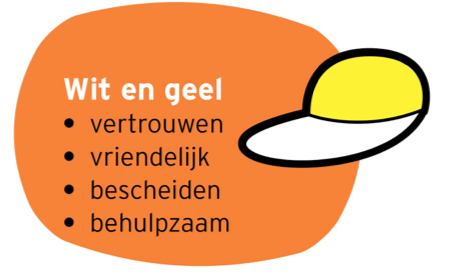 Wit en geel
• vertrouwen
• vriendelijk
• bescheiden
• behulpzaam